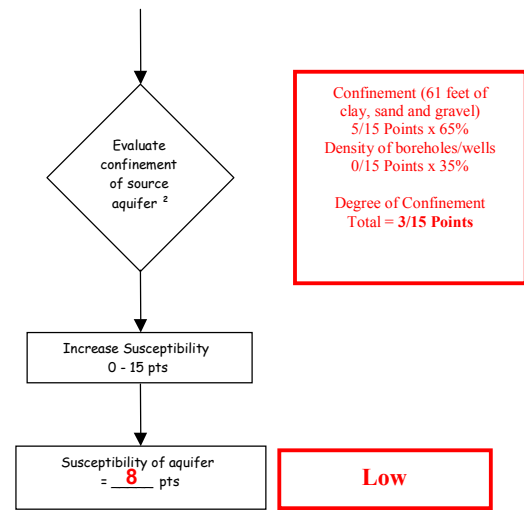 Evaluate
confinement
of source
aquifer ²
Confinement (61 feet of
clay, sand and gravel)
5/15 Points x 65%
Density of boreholes/wells
0/15 Points x 35%
Degree of Confinement
Total = 3/15 Points
Increase Susceptibility
0 - 15 pts
Susceptibility of aquifer
= __8__ pts
Low